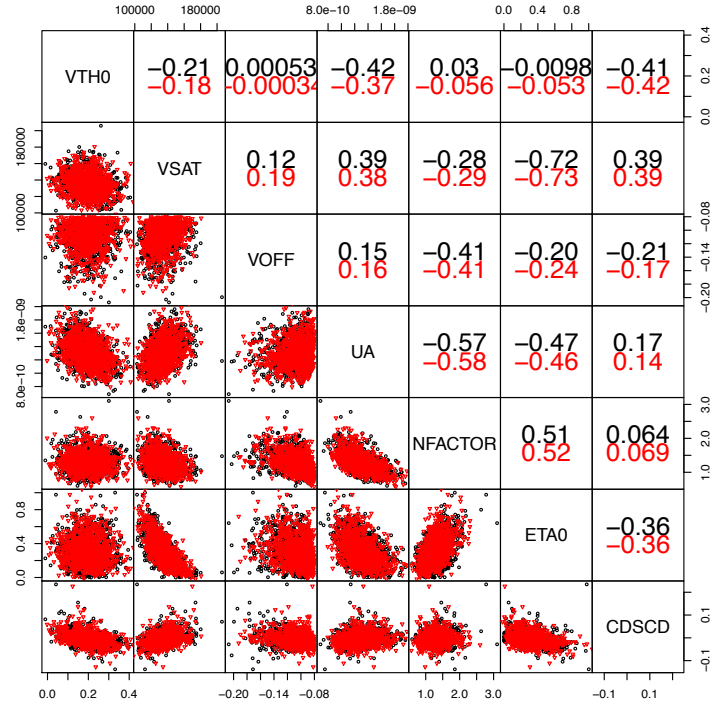 100000 180000 8.0e−10 1.8e−09 0.0 0.4 0.8
VTH0 −0.21 0.00053 −0.42 0.03 −0.0098 −0.41
−0.18 −0.00034 −0.37 −0.056 −0.053 −0.42
0.0 0.2 0.4
100000 180000
VSAT 0.12 0.39 −0.28 −0.72 0.39
0.19 0.38 −0.29 −0.73 0.39
VOFF 0.15 −0.41 −0.20 −0.21
0.16 −0.41 −0.24 −0.17
−0.20 −0.14 −0.08
8.0e−10 1.8e−09
UA −0.57 −0.47 0.17
−0.58 −0.46 0.14
NFACTOR 0.51 0.064
0.52 0.069
1.0 2.0 3.0
0.0 0.4 0.8
ETA0 −0.36
−0.36
CDSCD
−0.1 0.1
0.0 0.2 0.4 −0.20 −0.14 −0.08 1.0 2.0 3.0 −0.1 0.1